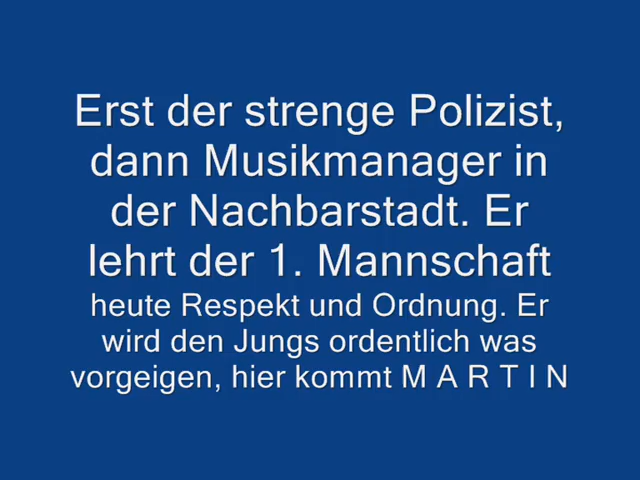 Erst der strenge Polizist,
dann Musikmanager in
der Nachbarstadt. Er
lehrt der 1. Mannschaft
heute Respekt und Ordnung. Er
wird den Jungs ordentlich was
vorgeigen, hier kommt M A R T I N